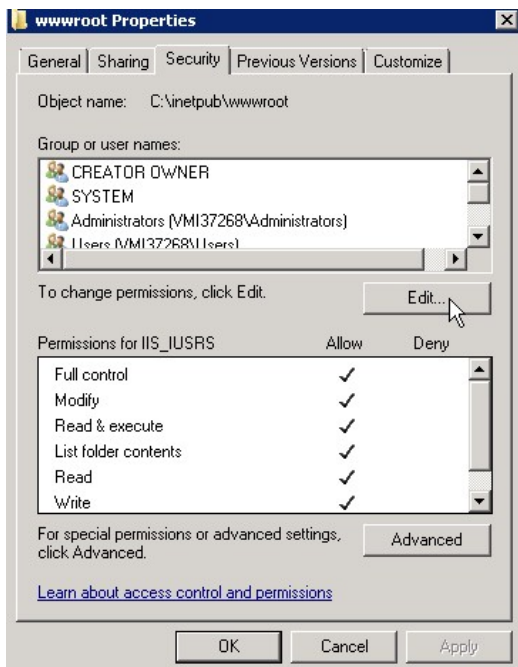 wwwroot Properties
General Sharing Security Previous Versions Customize
Object name: C:\inetpub\wwwroot
Group or user names:
CREATOR OWNER
SYSTEM
Administrators (VMI37268\Administrators)
Users (VMI37268\Users)
To change permissions, click Edit.
Edit...
Permissions for IIS_IUSRS Allow Deny
Full control
Modify
Read & execute
List folder contents
Read
Write
For special permissions or advanced settings,
click Advanced.
Advanced
Learn about access control and permissions
OK Cancel Apply